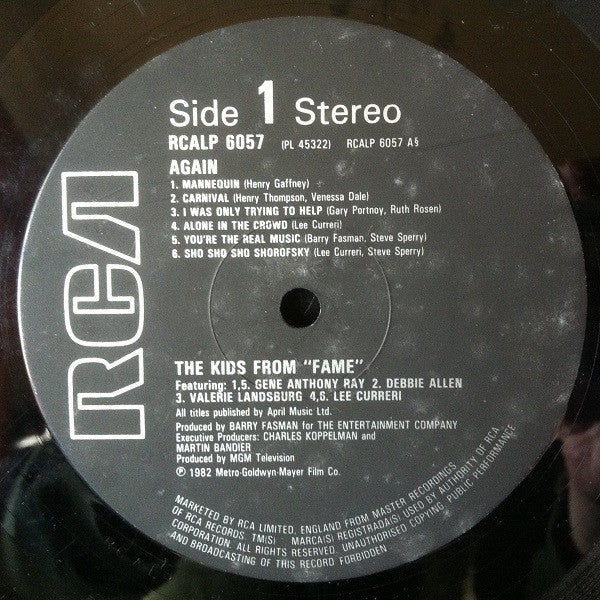 RCA
Side 1 Stereo
RCALP 6057 (PL 45322) RCALP 6057 A§
AGAIN
1. MANNEQUIN (Henry Gaffney)
2. CARNIVAL (Henry Thompson, Venessa Dale)
3. I WAS ONLY TRYING TO HELP (Gary Portnoy, Ruth Rosen)
4. ALONE IN THE CROWD (Lee Curreri)
5. YOU'RE THE REAL MUSIC (Barry Fasman, Steve Sperry)
6. SHO SHO SHO SHOROFSKY (Lee Curreri, Steve Sperry)
THE KIDS FROM "FAME"
Featuring: 1,5. GENE ANTHONY RAY 2. DEBBIE ALLEN
3. VALERIE LANDSBURG 4,6. LEE CURRERI
All titles published by April Music Ltd.
Produced by BARRY FASMAN for THE ENTERTAINMENT COMPANY
Executive Producers: CHARLES KOPPELMAN and
MARTIN BANDIER
Produced by MGM Television
℗ 1982 Metro-Goldwyn-Mayer Film Co.
MARKETED BY RCA LIMITED, ENGLAND FROM MASTER RECORDINGS
OF RCA RECORDS. TM(S) MARCA(S) REGISTRADA(S) USED BY AUTHORITY OF RCA
CORPORATION. ALL RIGHTS RESERVED. UNAUTHORISED COPYING PUBLIC PERFORMANCE
AND BROADCASTING OF THIS RECORD FORBIDDEN